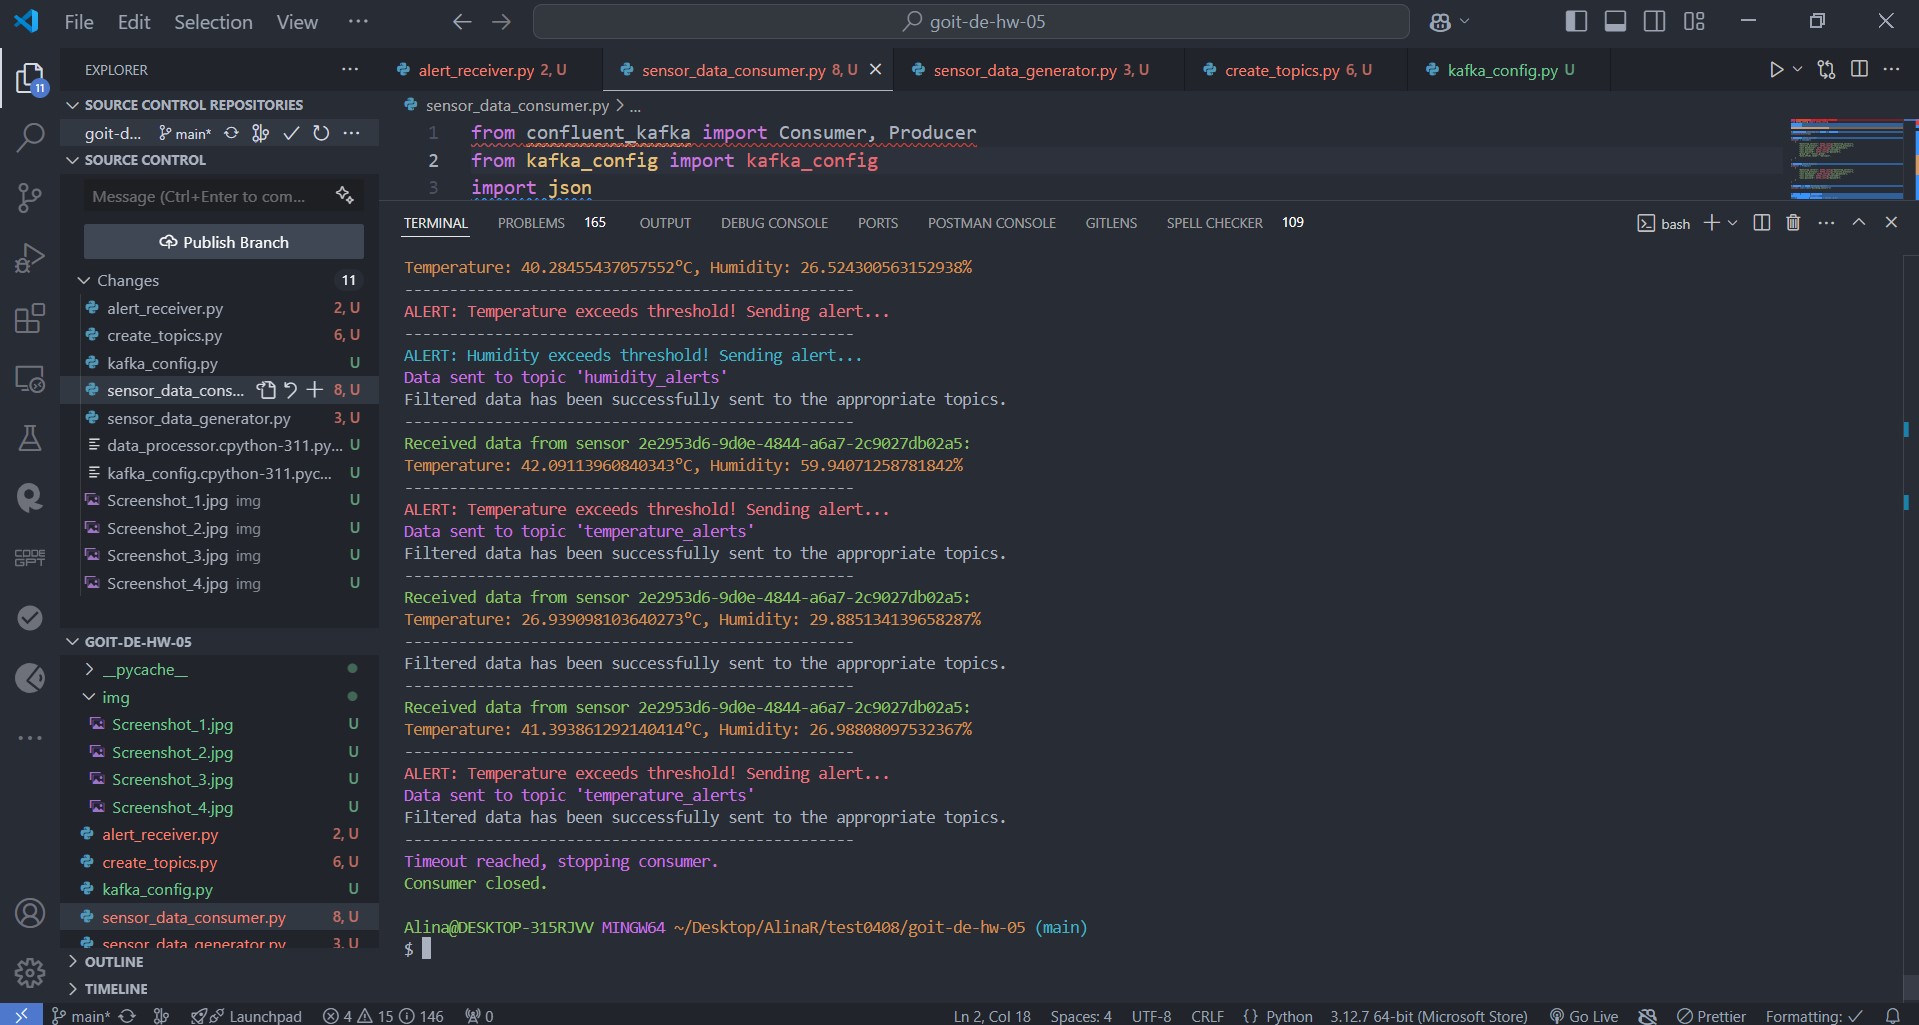 File Edit Selection View ··· goit-de-hw-05
EXPLORER ···
SOURCE CONTROL REPOSITORIES
goit-d... main* ···
SOURCE CONTROL
Message (Ctrl+Enter to com...
Publish Branch
Changes 11
alert_receiver.py 2, U
create_topics.py 6, U
kafka_config.py U
sensor_data_cons... 8, U
sensor_data_generator.py 3, U
data_processor.cpython-311.py... U
kafka_config.cpython-311.pyc... U
Screenshot_1.jpg img U
Screenshot_2.jpg img U
Screenshot_3.jpg img U
Screenshot_4.jpg img U
GOIT-DE-HW-05
__pycache__
img
Screenshot_1.jpg U
Screenshot_2.jpg U
Screenshot_3.jpg U
Screenshot_4.jpg U
alert_receiver.py 2, U
create_topics.py 6, U
kafka_config.py U
sensor_data_consumer.py 8, U
sensor_data_generator.py 3, U
OUTLINE
TIMELINE
11
CODE
GPT
alert_receiver.py 2, U sensor_data_consumer.py 8, U sensor_data_generator.py 3, U create_topics.py 6, U kafka_config.py U
sensor_data_consumer.py > ...
1 from confluent_kafka import Consumer, Producer
2 from kafka_config import kafka_config
3 import json
TERMINAL PROBLEMS 165 OUTPUT DEBUG CONSOLE PORTS POSTMAN CONSOLE GITLENS SPELL CHECKER 109 bash
Temperature: 40.28455437057552°C, Humidity: 26.524300563152938%
--------------------------------------------------
ALERT: Temperature exceeds threshold! Sending alert...
--------------------------------------------------
ALERT: Humidity exceeds threshold! Sending alert...
Data sent to topic 'humidity_alerts'
Filtered data has been successfully sent to the appropriate topics.
--------------------------------------------------
Received data from sensor 2e2953d6-9d0e-4844-a6a7-2c9027db02a5:
Temperature: 42.09113960840343°C, Humidity: 59.94071258781842%
--------------------------------------------------
ALERT: Temperature exceeds threshold! Sending alert...
Data sent to topic 'temperature_alerts'
Filtered data has been successfully sent to the appropriate topics.
--------------------------------------------------
Received data from sensor 2e2953d6-9d0e-4844-a6a7-2c9027db02a5:
Temperature: 26.939098103640273°C, Humidity: 29.885134139658287%
--------------------------------------------------
Filtered data has been successfully sent to the appropriate topics.
--------------------------------------------------
Received data from sensor 2e2953d6-9d0e-4844-a6a7-2c9027db02a5:
Temperature: 41.393861292140414°C, Humidity: 26.98808097532367%
--------------------------------------------------
ALERT: Temperature exceeds threshold! Sending alert...
Data sent to topic 'temperature_alerts'
Filtered data has been successfully sent to the appropriate topics.
--------------------------------------------------
Timeout reached, stopping consumer.
Consumer closed.
Alina@DESKTOP-315RJVV MINGW64 ~/Desktop/AlinaR/test0408/goit-de-hw-05 (main)
$
main* Launchpad 4 15 146 0 Ln 2, Col 18 Spaces: 4 UTF-8 CRLF {} Python 3.12.7 64-bit (Microsoft Store) Go Live Prettier Formatting: ✓